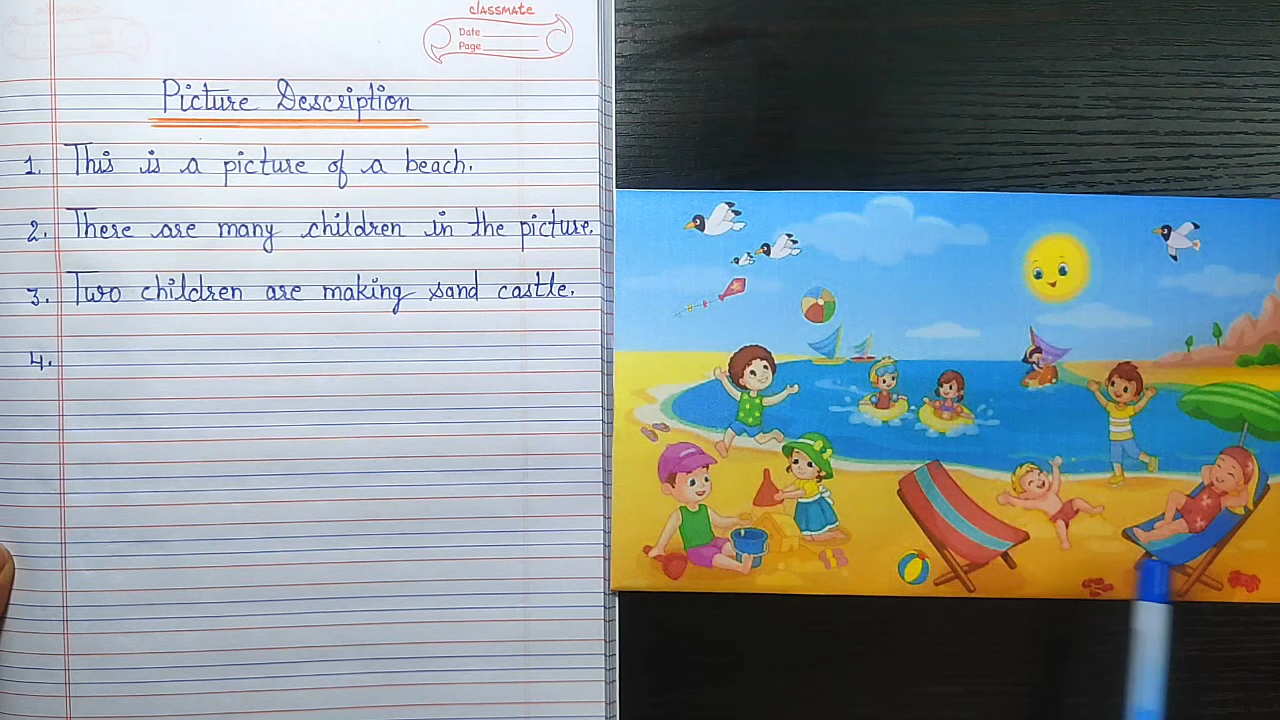 classmate
Date
Page
Picture Description
1. This is a picture of a beach.
2. There are many children in the picture.
3. Two children are making sand castle.
4.